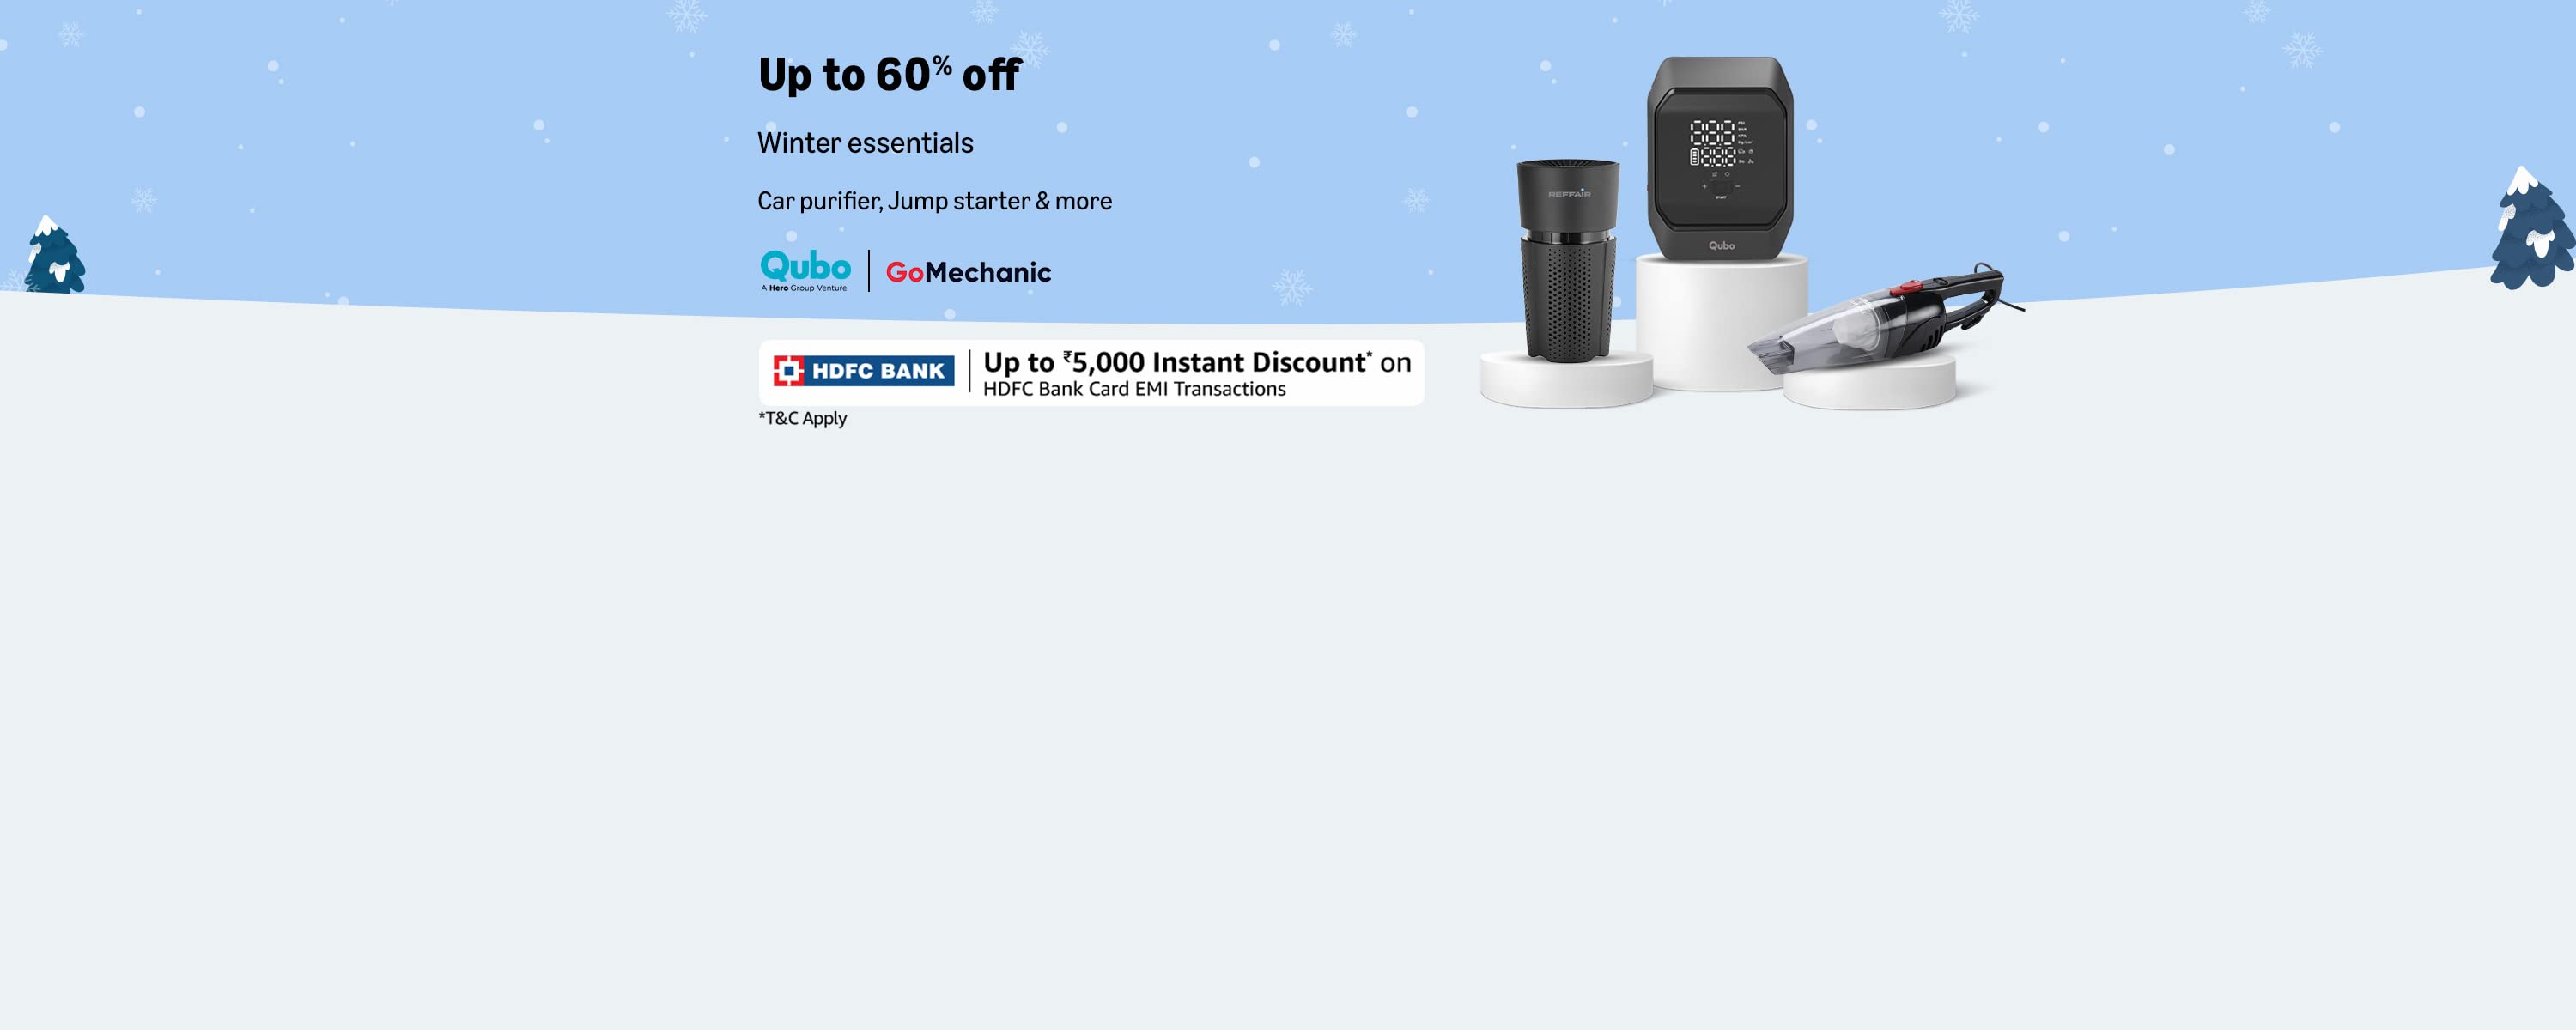 Up to 60% off
Winter essentials
Car purifier, Jump starter & more
Qubo
A Hero Group Venture
GoMechanic
HDFC BANK
Up to ₹5,000 Instant Discount* on
HDFC Bank Card EMI Transactions
*T&C Apply
REFFAIR
Qubo